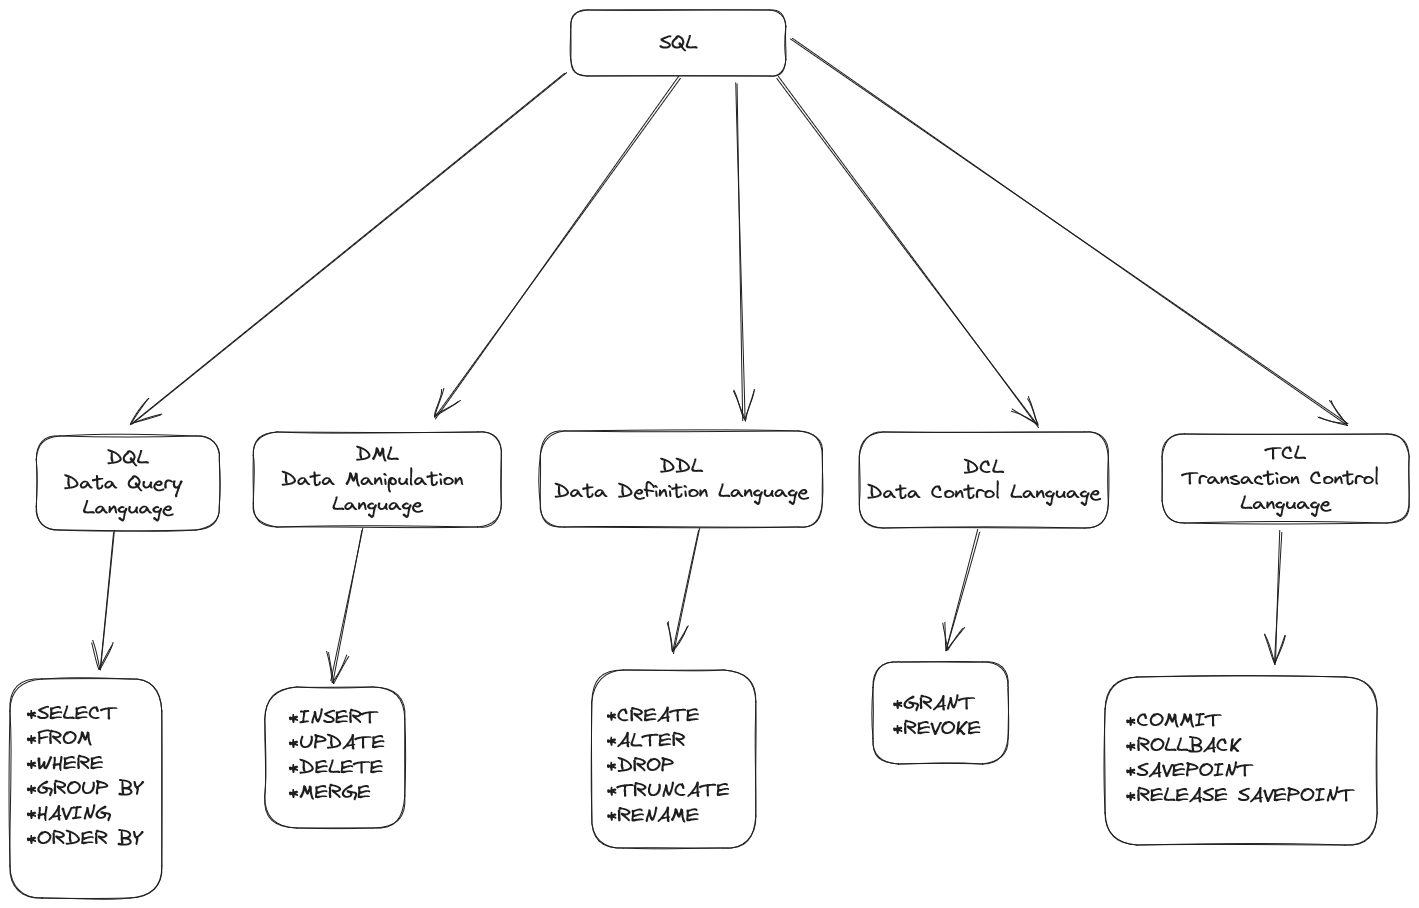 SQL
DQL
Data Query
Language
DML
Data Manipulation
Language
DDL
Data Definition Language
DCL
Data Control Language
TCL
Transaction Control
Language
*SELECT
*FROM
*WHERE
*GROUP BY
*HAVING
*ORDER BY
*INSERT
*UPDATE
*DELETE
*MERGE
*CREATE
*ALTER
*DROP
*TRUNCATE
*RENAME
*GRANT
*REVOKE
*COMMIT
*ROLLBACK
*SAVEPOINT
*RELEASE SAVEPOINT